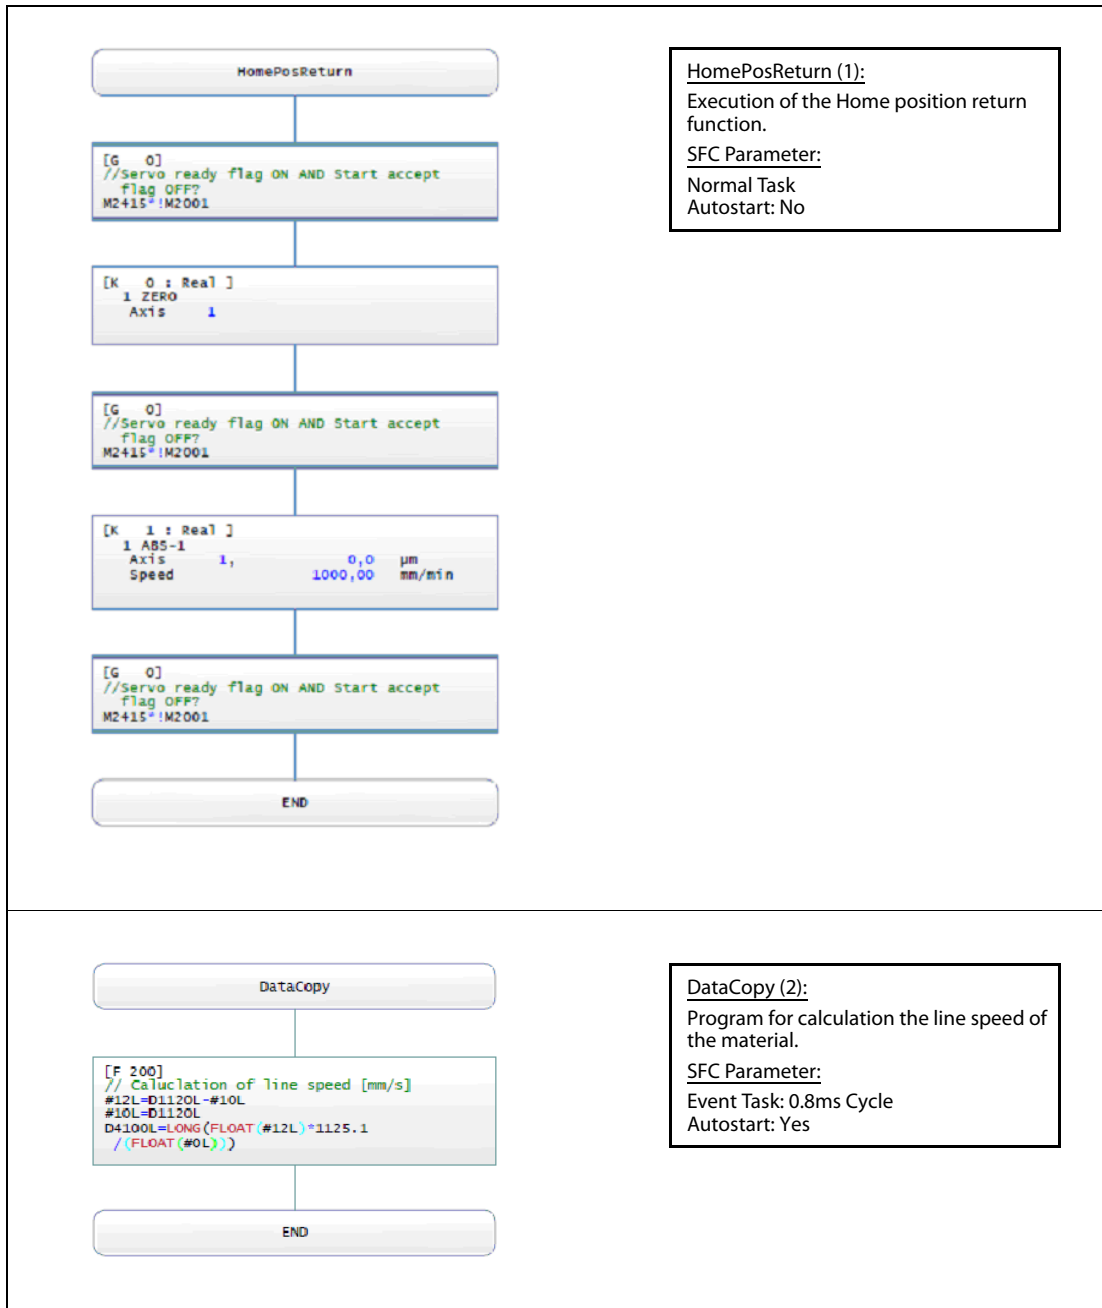 HomePosReturn
[G 0]
//Servo ready flag ON AND Start accept
flag OFF?
M2415*!M2001
[K 0 : Real ]
1 ZERO
Axis 1
[G 0]
//Servo ready flag ON AND Start accept
flag OFF?
M2415*!M2001
[K 1 : Real ]
1 ABS-1
Axis 1, 0,0 µm
Speed 1000,00 mm/min
[G 0]
//Servo ready flag ON AND Start accept
flag OFF?
M2415*!M2001
END
HomePosReturn (1):
Execution of the Home position return
function.
SFC Parameter:
Normal Task
Autostart: No
DataCopy
[F 200]
// Caluclation of line speed [mm/s]
#12L=D1120L-#10L
#10L=D1120L
D4100L=LONG(FLOAT(#12L)*1125.1
/(FLOAT(#0L)))
END
DataCopy (2):
Program for calculation the line speed of
the material.
SFC Parameter:
Event Task: 0.8ms Cycle
Autostart: Yes